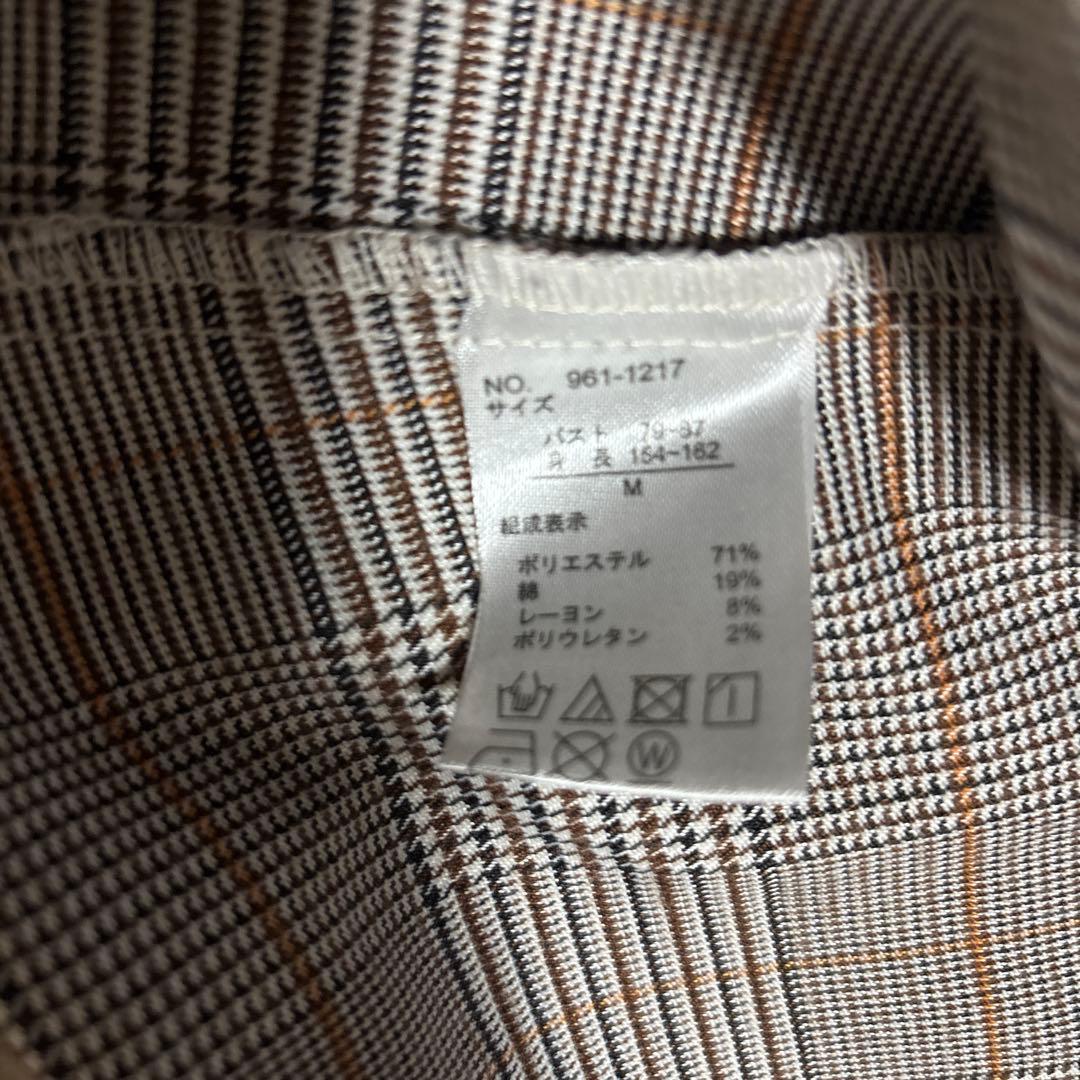 NO. 961-1217
サイズ
バスト 79~87
身 長 154~162
M
組成表示
ポリエステル 71%
綿 19%
レーヨン 8%
ポリウレタン 2%
W